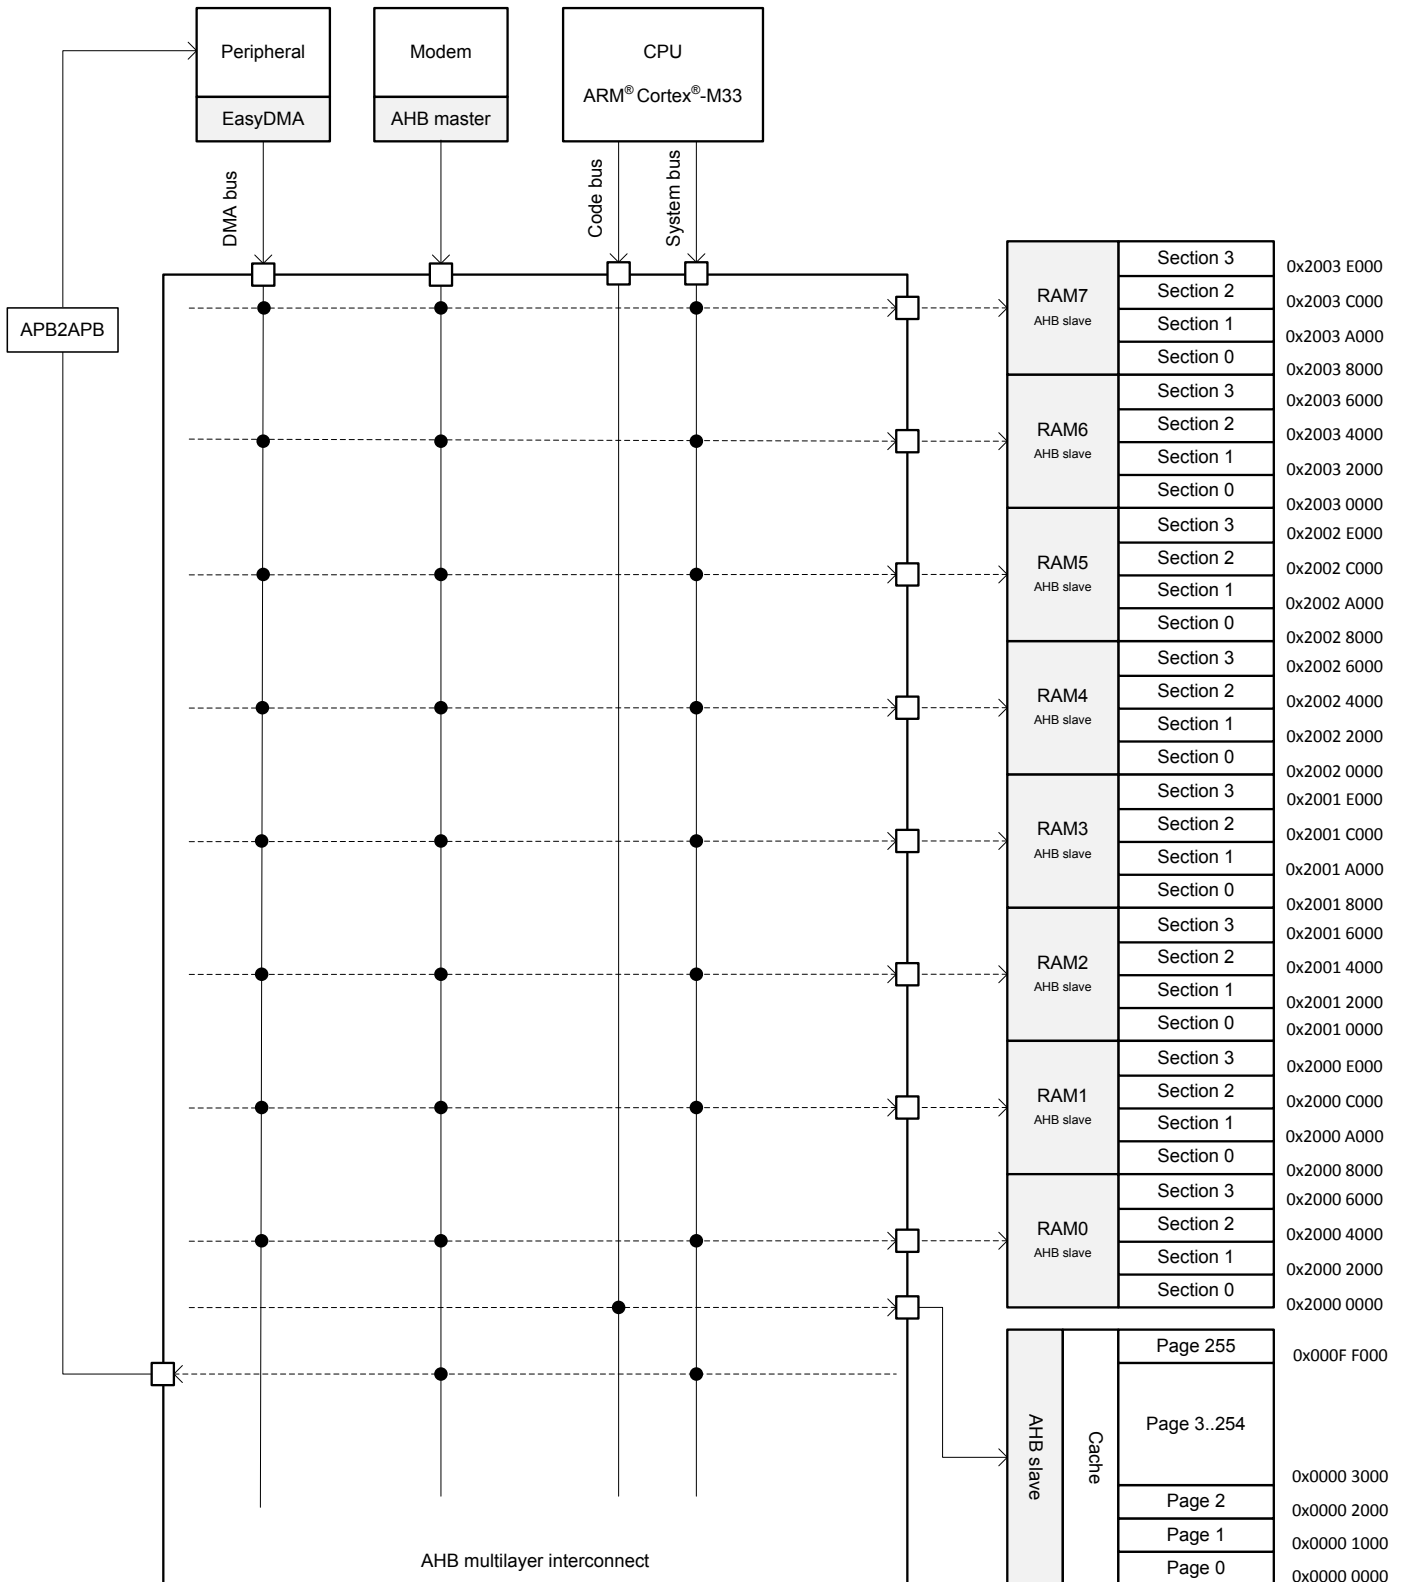 Peripheral
EasyDMA
Modem
AHB master
CPU
ARM® Cortex®-M33
DMA bus
Code bus
System bus
APB2APB
RAM7
AHB slave
Section 3
0x2003 E000
Section 2
0x2003 C000
Section 1
0x2003 A000
Section 0
0x2003 8000
RAM6
AHB slave
Section 3
0x2003 6000
Section 2
0x2003 4000
Section 1
0x2003 2000
Section 0
0x2003 0000
RAM5
AHB slave
Section 3
0x2002 E000
Section 2
0x2002 C000
Section 1
0x2002 A000
Section 0
0x2002 8000
RAM4
AHB slave
Section 3
0x2002 6000
Section 2
0x2002 4000
Section 1
0x2002 2000
Section 0
0x2002 0000
RAM3
AHB slave
Section 3
0x2001 E000
Section 2
0x2001 C000
Section 1
0x2001 A000
Section 0
0x2001 8000
RAM2
AHB slave
Section 3
0x2001 6000
Section 2
0x2001 4000
Section 1
0x2001 2000
Section 0
0x2001 0000
RAM1
AHB slave
Section 3
0x2000 E000
Section 2
0x2000 C000
Section 1
0x2000 A000
Section 0
0x2000 8000
RAM0
AHB slave
Section 3
0x2000 6000
Section 2
0x2000 4000
Section 1
0x2000 2000
Section 0
0x2000 0000
AHB slave
Cache
Page 255
0x000F F000
Page 3..254
0x0000 3000
Page 2
0x0000 2000
Page 1
0x0000 1000
Page 0
0x0000 0000
AHB multilayer interconnect